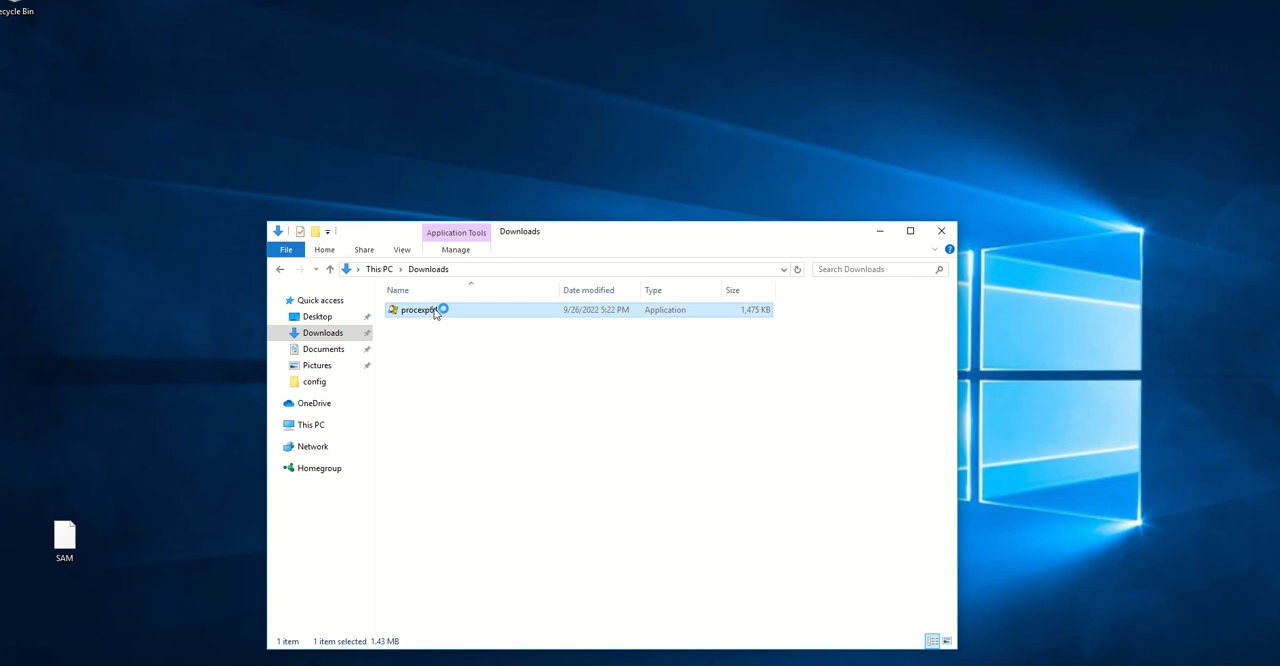 ecycle Bin
Application Tools
Downloads
File
Home
Share
View
Manage
This PC
Downloads
Search Downloads
Name
Date modified
Type
Size
Quick access
Desktop
Downloads
Documents
Pictures
config
OneDrive
This PC
Network
Homegroup
9/26/2022 5:22 PM
Application
1,475 KB
SAM
1 item
1 item selected
1.43 MB